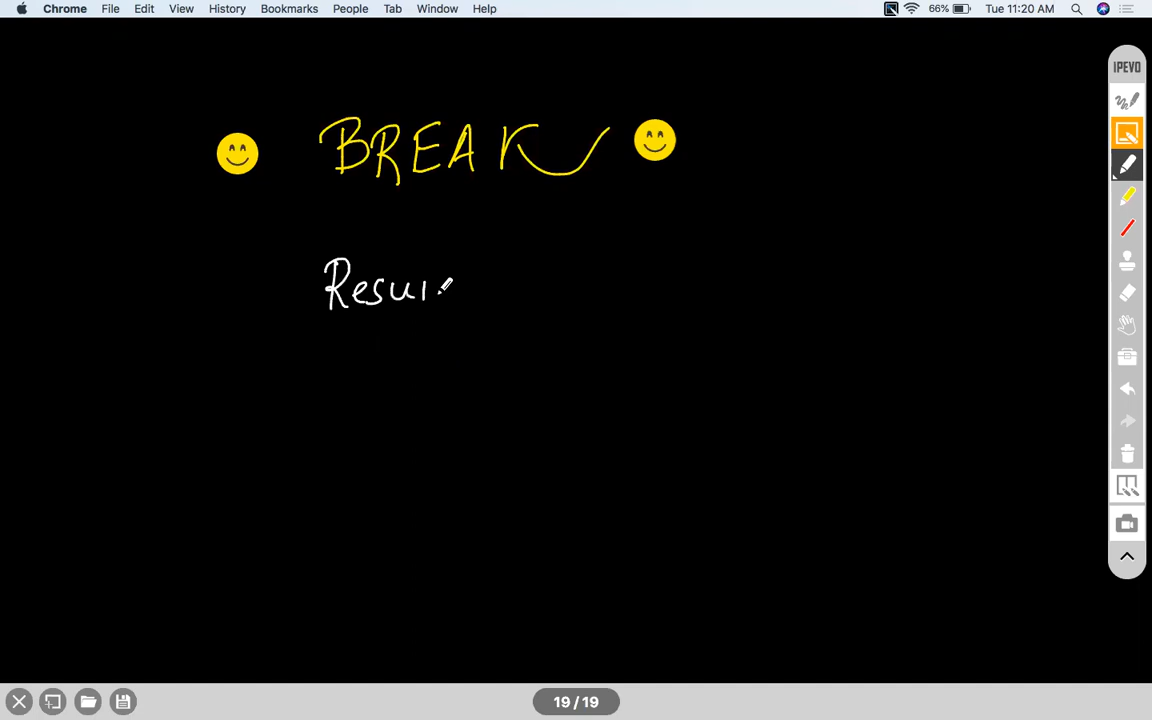 Chrome File Edit View History Bookmarks People Tab Window Help 66% Tue 11:20 AM
IPEVO
BREAK
Resu
19 / 19